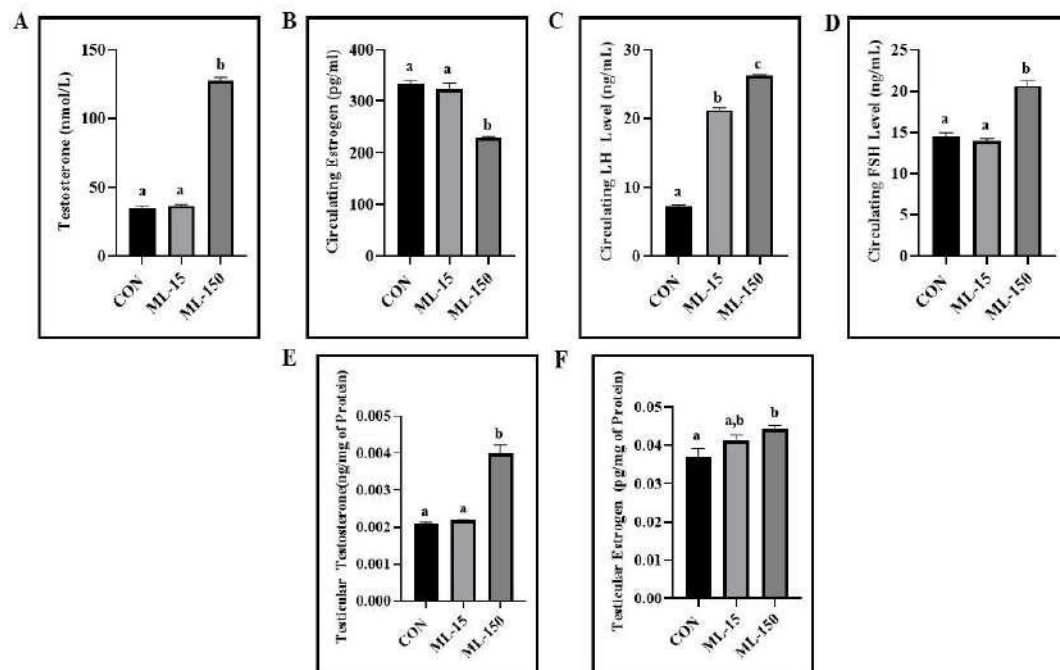 A
Testosterone (nmol/L)
150
100
50
0
a
a
b
CON
ML-15
ML-150
B
Circulating Estrogen (pg/ml)
400
300
200
100
0
a
a
b
CON
ML-15
ML-150
C
Circulating LH Level (ng/mL)
30
20
10
0
a
b
c
CON
ML-15
ML-150
D
Circulating FSH Level (ng/mL)
25
20
15
10
5
0
a
a
b
CON
ML-15
ML-150
E
Testicular Testosterone(ng/mg of Protein)
0.005
0.004
0.003
0.002
0.001
0.000
a
a
b
CON
ML-15
ML-150
F
Testicular Estrogen (pg/mg of Protein)
0.05
0.04
0.03
0.02
0.01
0.00
a
a,b
b
CON
ML-15
ML-150